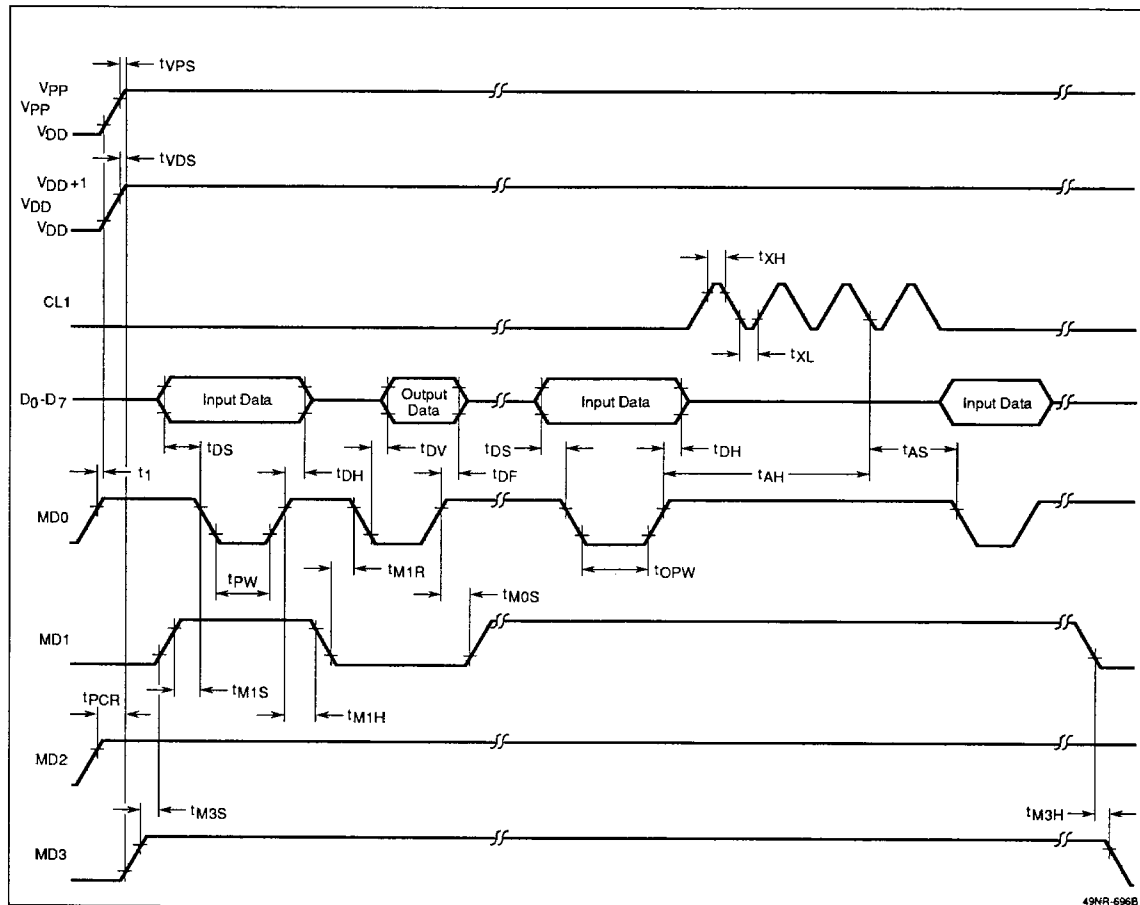 tVPS
VPP
VPP
VDD
tVDS
VDD+1
VDD
VDD
tXH
CL1
tXL
D0-D7
Input Data
Output
Data
Input Data
Input Data
tDS
tDV
tDS
tDH
tAS
t1
tDH
tDF
tAH
MD0
tPW
tM1R
tOPW
tM0S
MD1
tPCR
tM1S
tM1H
MD2
tM3S
tM3H
MD3
49NR-696B